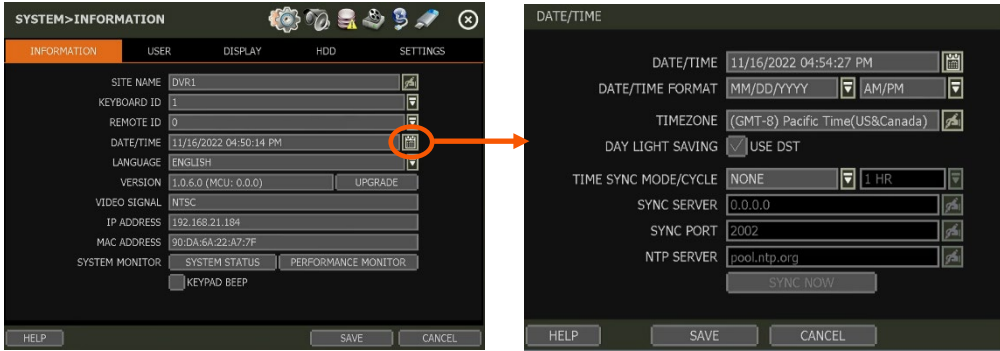 SYSTEM>INFORMATION
INFORMATION USER DISPLAY HDD SETTINGS
SITE NAME DVR1
KEYBOARD ID 1
REMOTE ID 0
DATE/TIME 11/16/2022 04:50:14 PM
LANGUAGE ENGLISH
VERSION 1.0.6.0 (MCU: 0.0.0) UPGRADE
VIDEO SIGNAL NTSC
IP ADDRESS 192.168.21.184
MAC ADDRESS 90:DA:6A:22:A7:7F
SYSTEM MONITOR SYSTEM STATUS PERFORMANCE MONITOR
KEYPAD BEEP
HELP SAVE CANCEL
DATE/TIME
DATE/TIME 11/16/2022 04:54:27 PM
DATE/TIME FORMAT MM/DD/YYYY AM/PM
TIMEZONE (GMT-8) Pacific Time(US&Canada)
DAY LIGHT SAVING USE DST
TIME SYNC MODE/CYCLE NONE 1 HR
SYNC SERVER 0.0.0.0
SYNC PORT 2002
NTP SERVER pool.ntp.org
SYNC NOW
HELP SAVE CANCEL